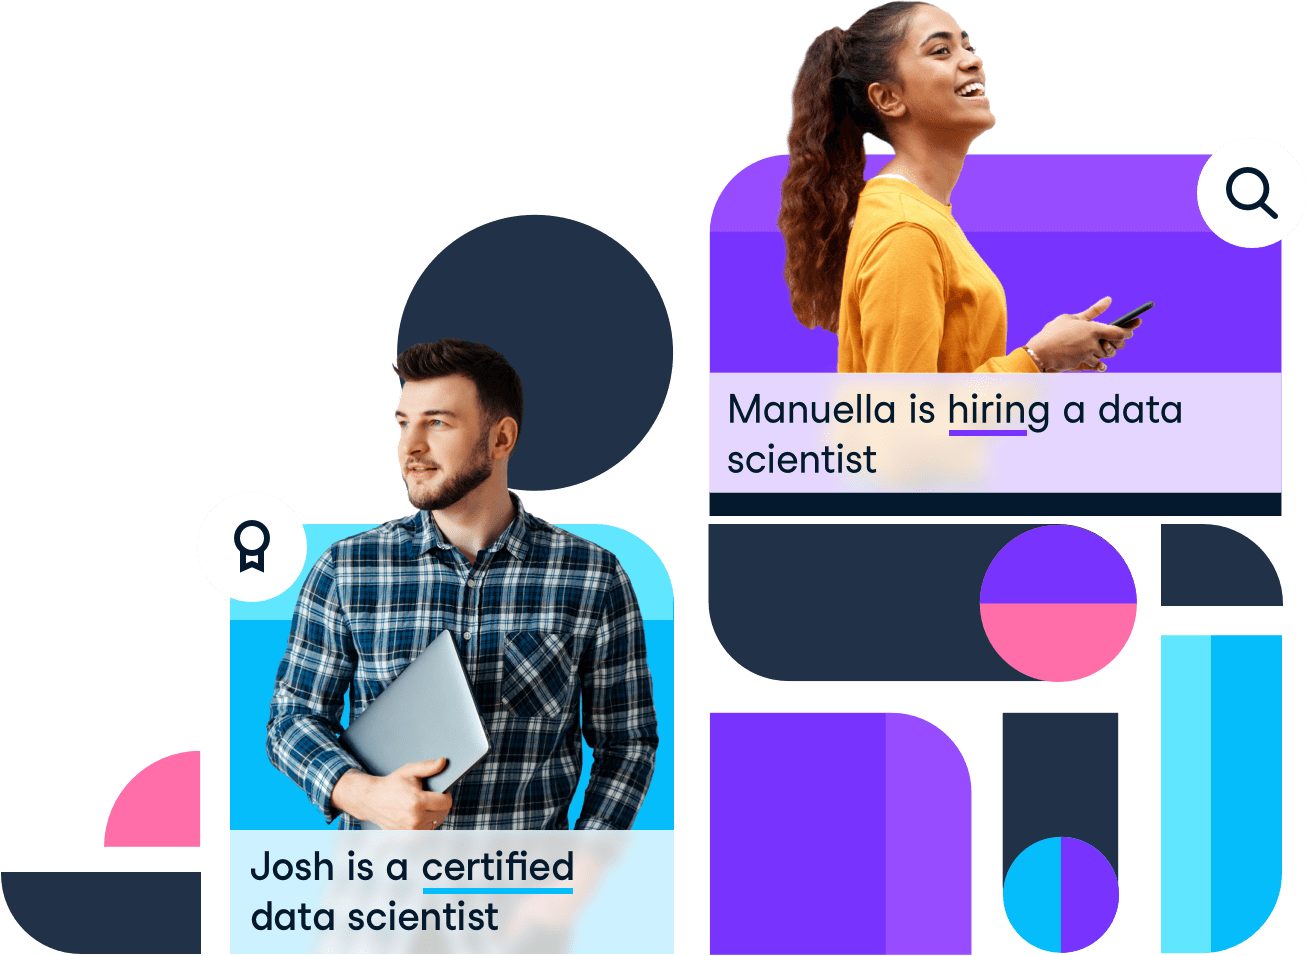 Manuella is hiring a data
scientist
Josh is a certified
data scientist